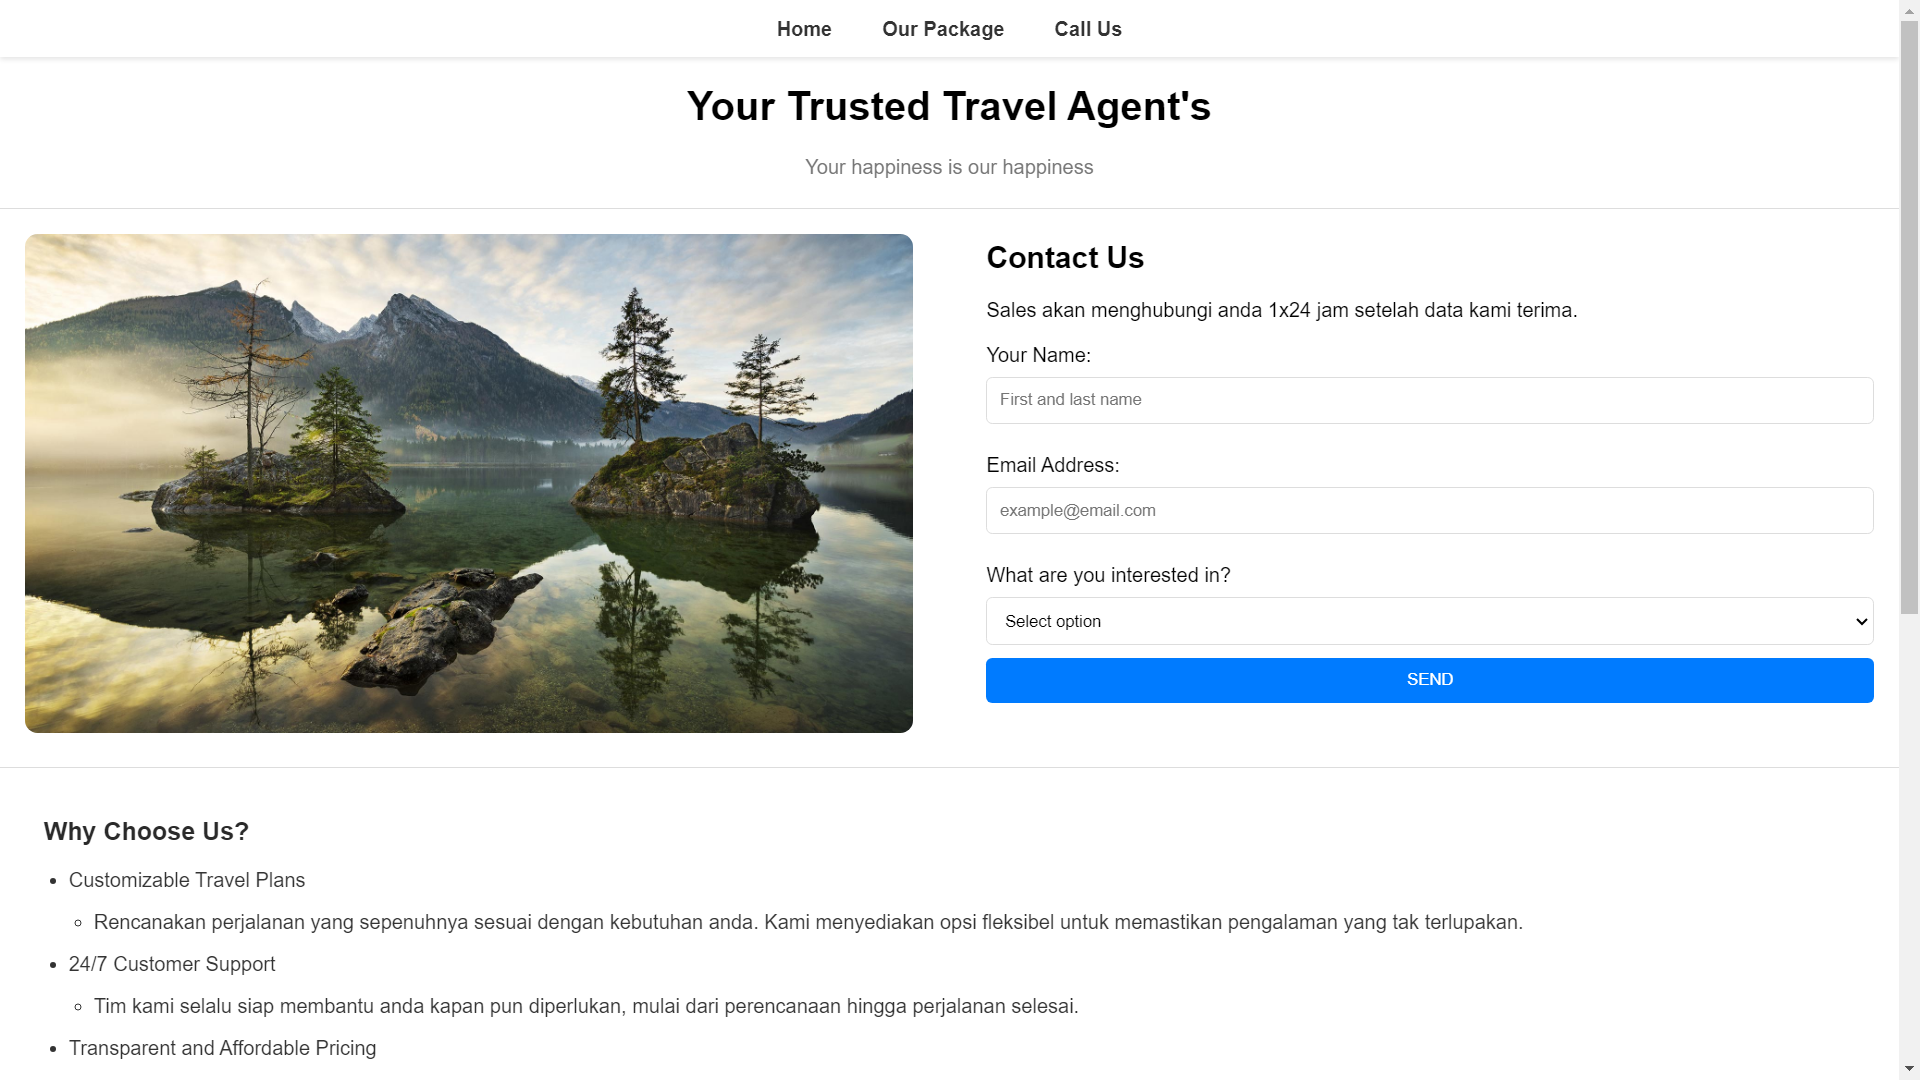 Home Our Package Call Us
Your Trusted Travel Agent's
Your happiness is our happiness
Contact Us
Sales akan menghubungi anda 1x24 jam setelah data kami terima.
Your Name:
First and last name
Email Address:
example@email.com
What are you interested in?
Select option
SEND
Why Choose Us?
Customizable Travel Plans
Rencanakan perjalanan yang sepenuhnya sesuai dengan kebutuhan anda. Kami menyediakan opsi fleksibel untuk memastikan pengalaman yang tak terlupakan.
24/7 Customer Support
Tim kami selalu siap membantu anda kapan pun diperlukan, mulai dari perencanaan hingga perjalanan selesai.
Transparent and Affordable Pricing